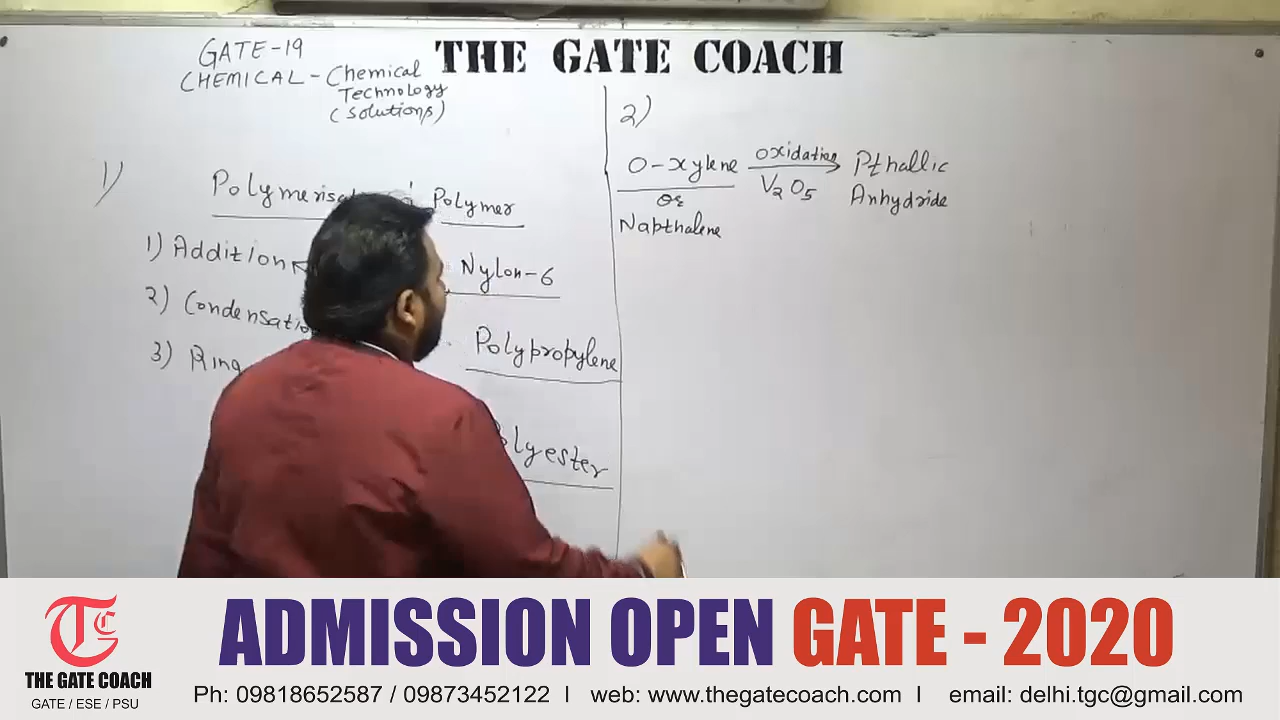 THE GATE COACH
GATE-19
CHEMICAL - Chemical
Technology
(Solutions)
1)
Polymer
1) Addition
2) Condensatio
3) Ring
Nylon-6
Polypropylene
lyester
2)
O-xylene oxidation Pthallic
V2O5 Anhydride
or
Napthalene
TC
THE GATE COACH
GATE / ESE / PSU
ADMISSION OPEN GATE - 2020
Ph: 09818652587 / 09873452122 I web: www.thegatecoach.com I email: delhi.tgc@gmail.com